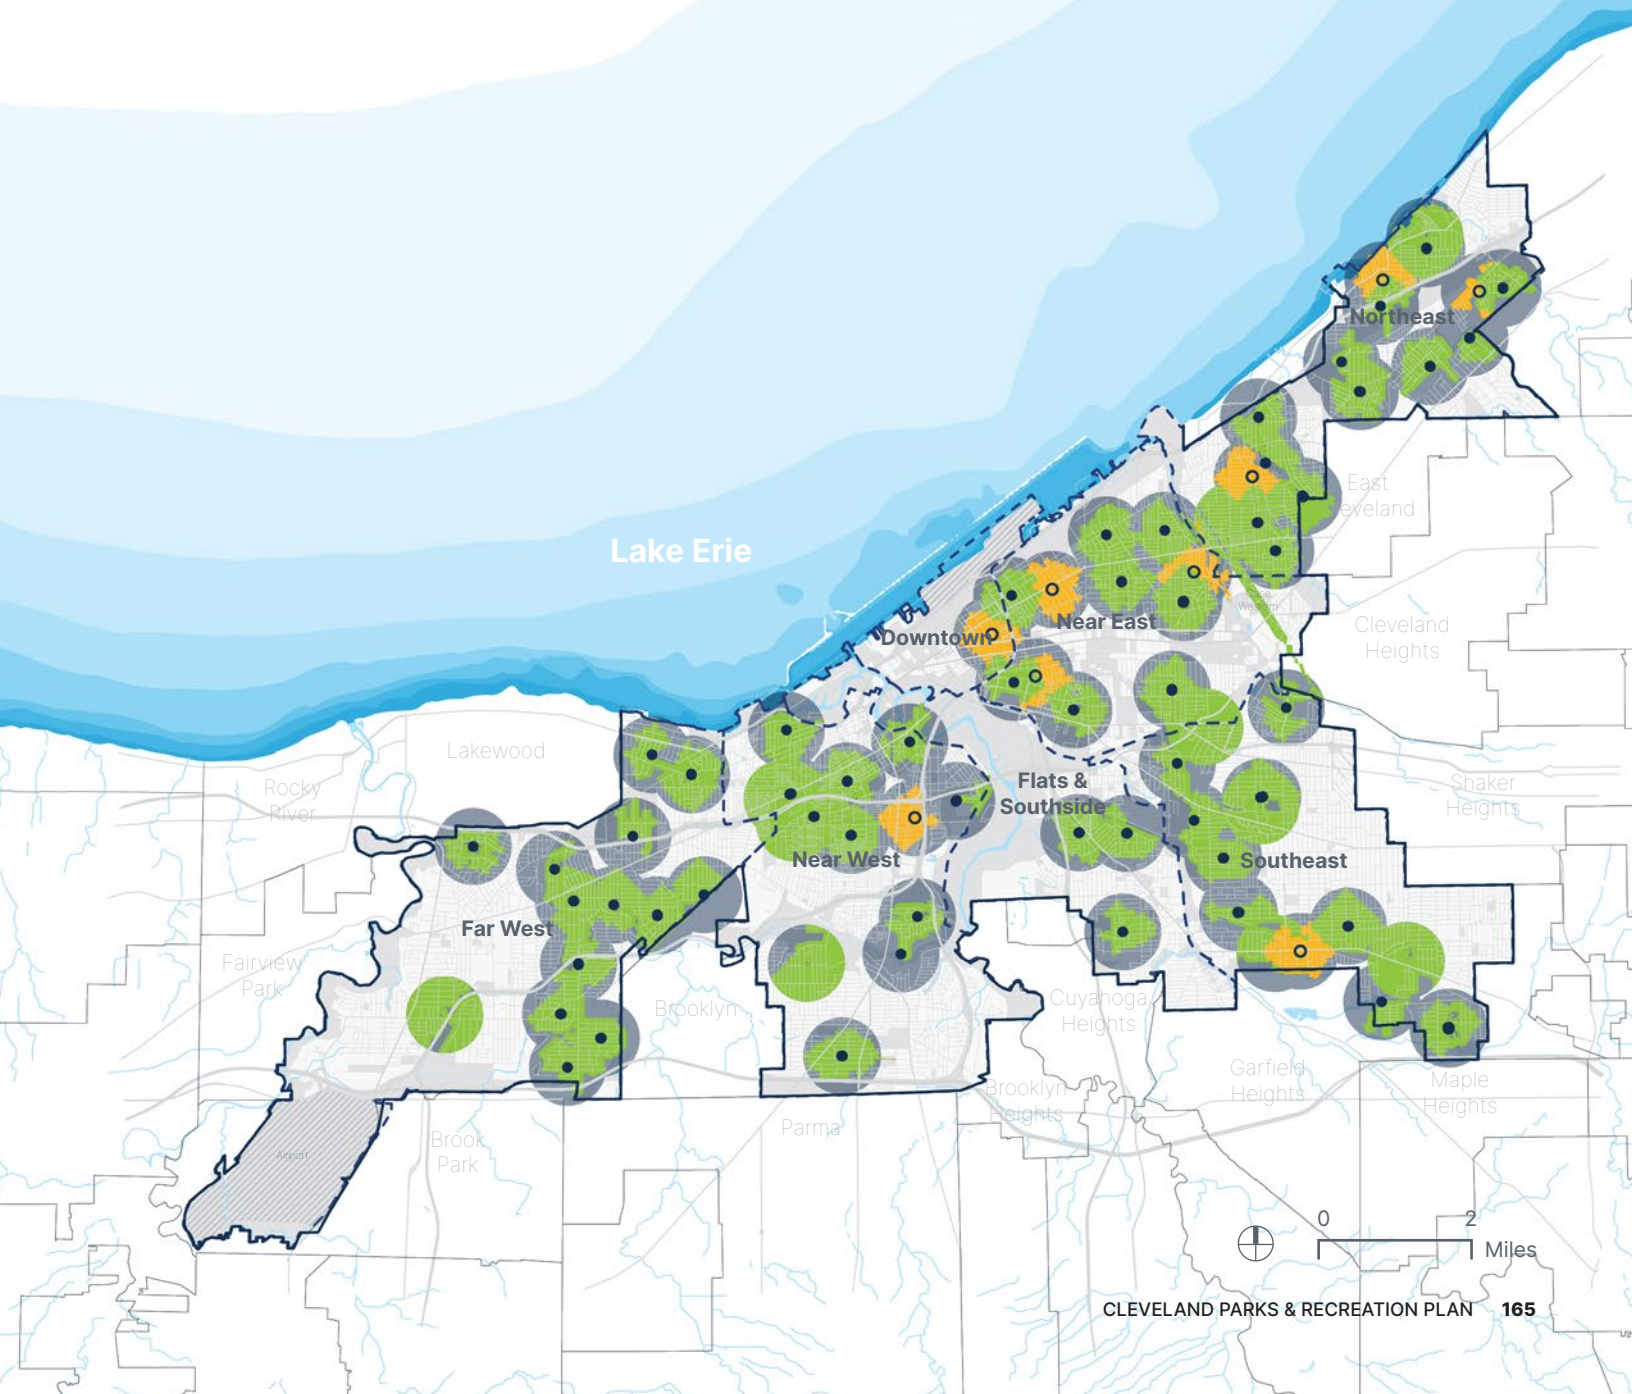 Northeast
East
eveland
Lake Erie
Case
Western
Near East
Downtown
Cleveland
Heights
Lakewood
Rocky
River
Flats &
Southside
Shaker
Heights
Near West
Southeast
Far West
Fairview
Park
Brooklyn
Cuyahoga
Heights
Garfield
Heights
Maple
Heights
Brooklyn
Heights
Parma
Brook
Park
Airport
0 2
Miles
CLEVELAND PARKS & RECREATION PLAN 165